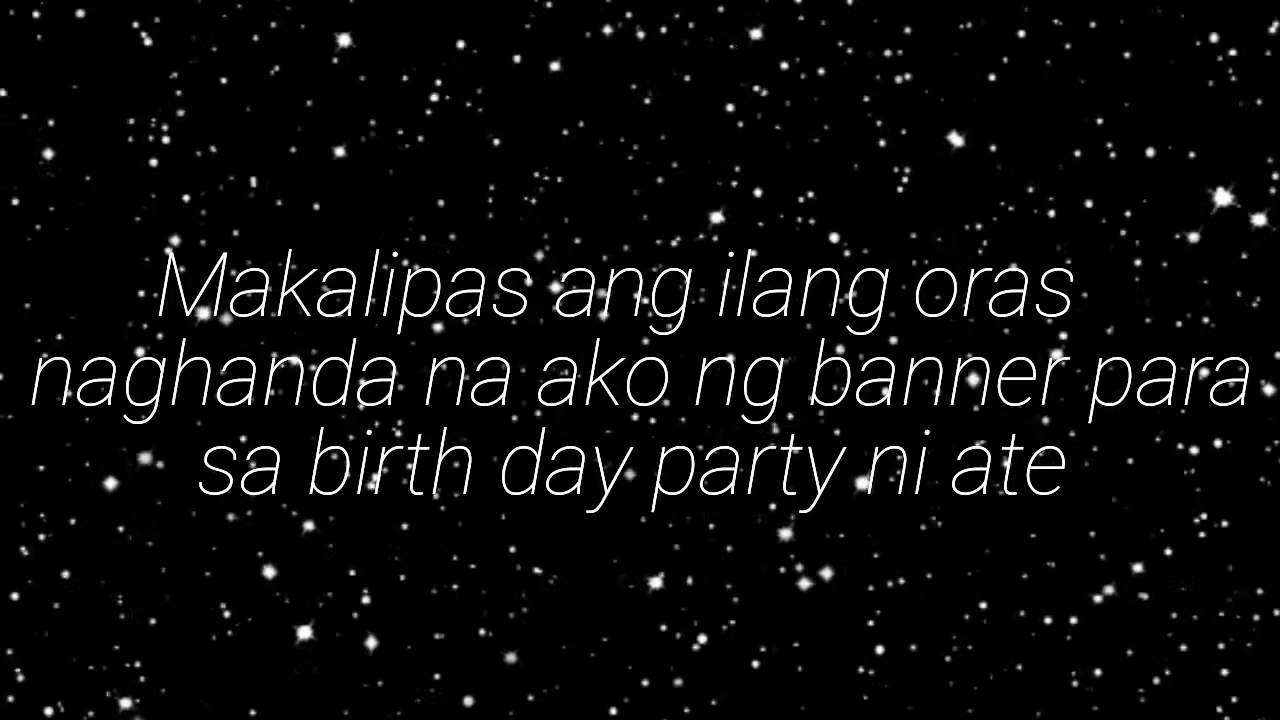 Makalipas ang ilang oras
naghanda na ako ng banner para
sa birth day party ni ate